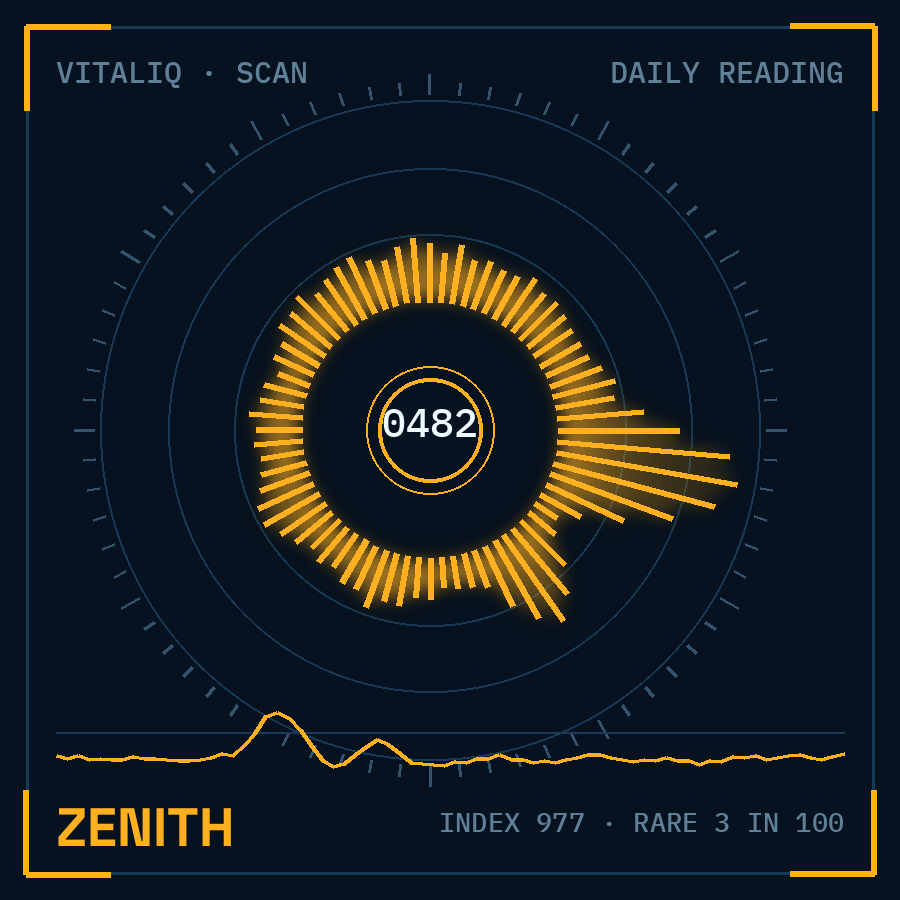 VITALIQ · SCAN
DAILY READING
0482
ZENITH
INDEX 977 · RARE 3 IN 100